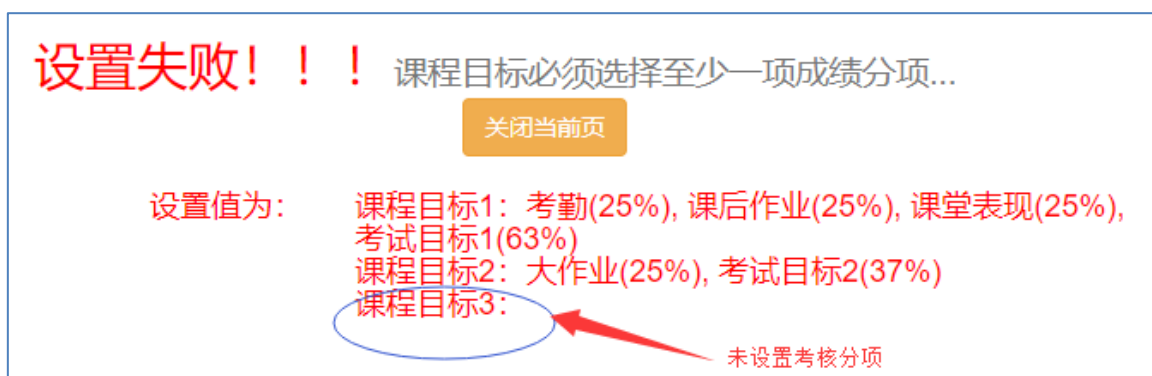 设置失败！！！ 课程目标必须选择至少一项成绩分项...
关闭当前页
设置值为： 课程目标1：考勤(25%), 课后作业(25%), 课堂表现(25%),
考试目标1(63%)
课程目标2：大作业(25%), 考试目标2(37%)
课程目标3：
未设置考核分项